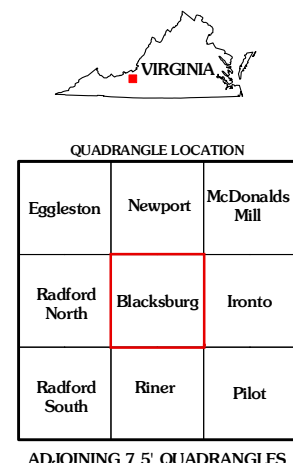 VIRGINIA
QUADRANGLE LOCATION
Eggleston
Newport
McDonalds
Mill
Radford
North
Blacksburg
Ironto
Radford
South
Riner
Pilot
ADJOINING 7.5' QUADRANGLES